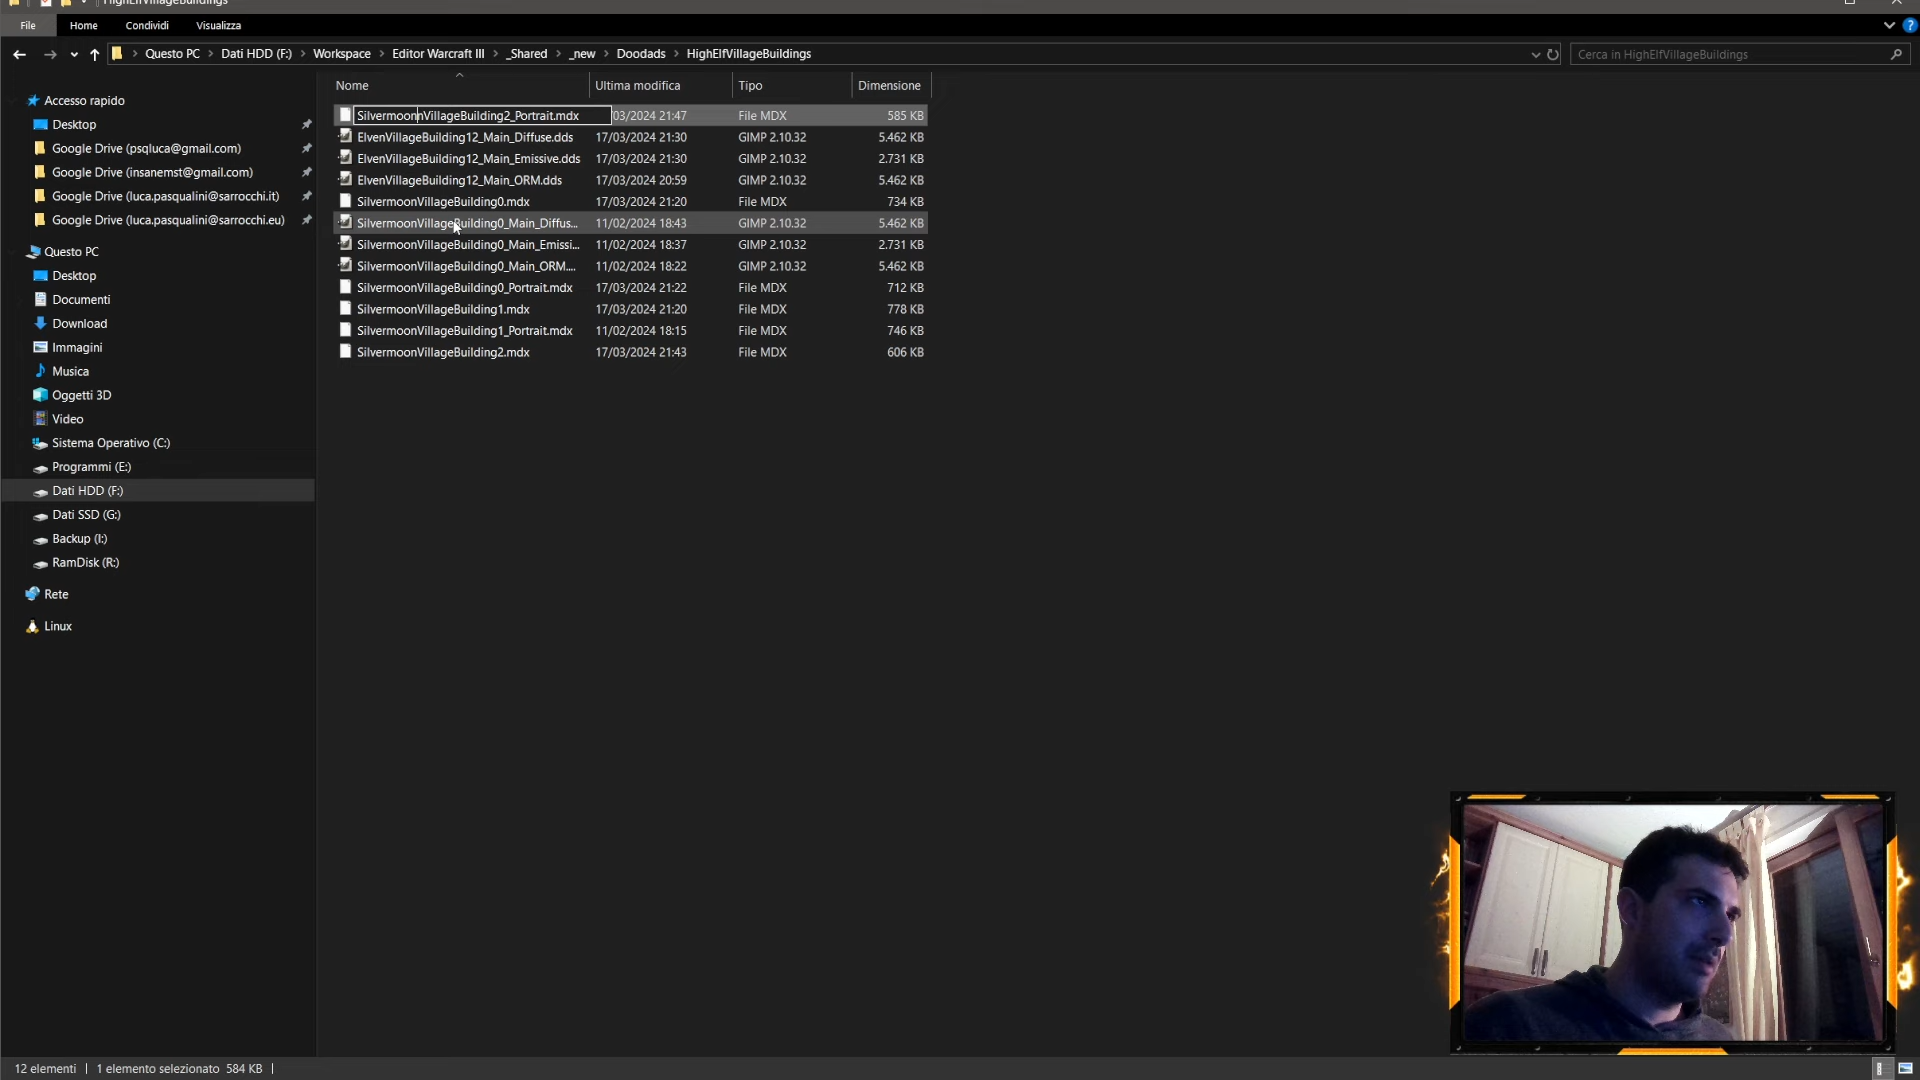 HighElfVillageBuildings
File Home Condividi Visualizza
Questo PC Dati HDD (F:) Workspace Editor Warcraft III _Shared _new Doodads HighElfVillageBuildings Cerca in HighElfVillageBuildings
Nome Ultima modifica Tipo Dimensione
SilvermoonnVillageBuilding2_Portrait.mdx /03/2024 21:47 File MDX 585 KB
ElvenVillageBuilding12_Main_Diffuse.dds 17/03/2024 21:30 GIMP 2.10.32 5.462 KB
ElvenVillageBuilding12_Main_Emissive.dds 17/03/2024 21:30 GIMP 2.10.32 2.731 KB
ElvenVillageBuilding12_Main_ORM.dds 17/03/2024 20:59 GIMP 2.10.32 5.462 KB
SilvermoonVillageBuilding0.mdx 17/03/2024 21:20 File MDX 734 KB
SilvermoonVillageBuilding0_Main_Diffus... 11/02/2024 18:43 GIMP 2.10.32 5.462 KB
SilvermoonVillageBuilding0_Main_Emissi... 11/02/2024 18:37 GIMP 2.10.32 2.731 KB
SilvermoonVillageBuilding0_Main_ORM.... 11/02/2024 18:22 GIMP 2.10.32 5.462 KB
SilvermoonVillageBuilding0_Portrait.mdx 17/03/2024 21:22 File MDX 712 KB
SilvermoonVillageBuilding1.mdx 17/03/2024 21:20 File MDX 778 KB
SilvermoonVillageBuilding1_Portrait.mdx 11/02/2024 18:15 File MDX 746 KB
SilvermoonVillageBuilding2.mdx 17/03/2024 21:43 File MDX 606 KB
Accesso rapido
Desktop
Google Drive (psqluca@gmail.com)
Google Drive (insanemst@gmail.com)
Google Drive (luca.pasqualini@sarrocchi.it)
Google Drive (luca.pasqualini@sarrocchi.eu)
Questo PC
Desktop
Documenti
Download
Immagini
Musica
Oggetti 3D
Video
Sistema Operativo (C:)
Programmi (E:)
Dati HDD (F:)
Dati SSD (G:)
Backup (I:)
RamDisk (R:)
Rete
Linux
12 elementi 1 elemento selezionato 584 KB